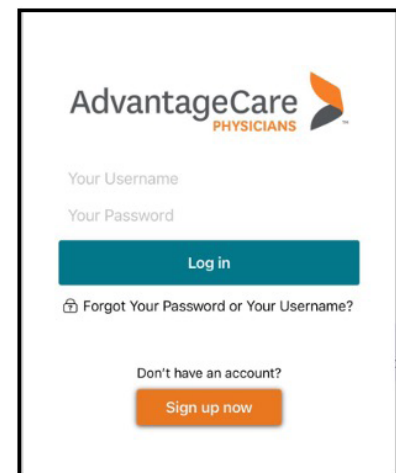 AdvantageCare
PHYSICIANS
Your Username
Your Password
Log in
Forgot Your Password or Your Username?
Don't have an account?
Sign up now